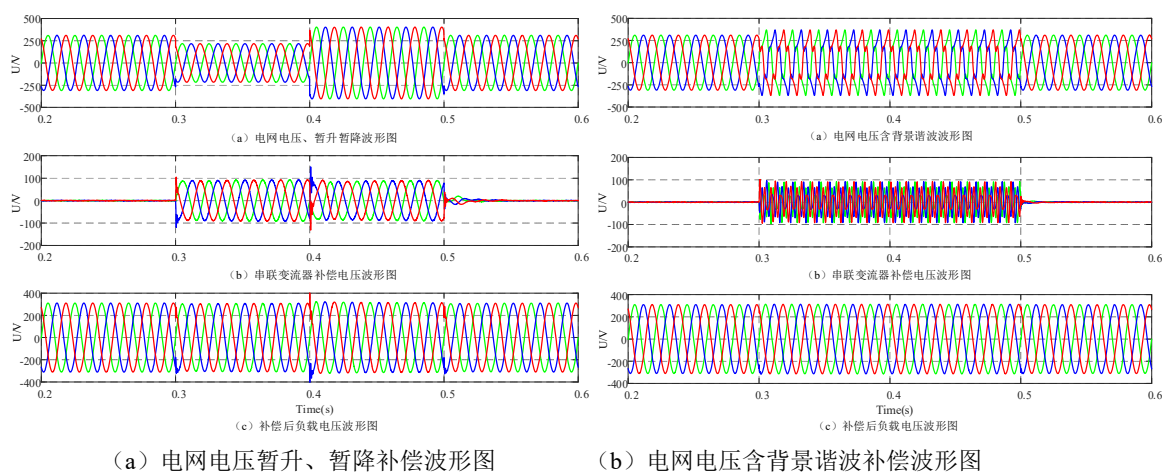 500
250
0
-250
500
U/V
0.2 0.3 0.4 0.5 0.6
（a）电网电压、暂升暂降波形图
200
100
0
-100
-200
U/V
0.2 0.3 0.4 0.5 0.6
（b）串联变流器补偿电压波形图
400
200
0
-200
-400
U/V
0.2 0.3 0.4 0.5 0.6
Time(s)
（c）补偿后负载电压波形图
（a）电网电压暂升、暂降补偿波形图
500
250
0
-250
-500
U/V
0.2 0.3 0.4 0.5 0.6
（a）电网电压含背景谐波波形图
200
100
0
-100
-200
U/V
0.2 0.3 0.4 0.5 0.6
（b）串联变流器补偿电压波形图
400
200
0
-200
-400
U/V
0.2 0.3 0.4 0.5 0.6
Time(s)
（c）补偿后负载电压波形图
（b）电网电压含背景谐波补偿波形图